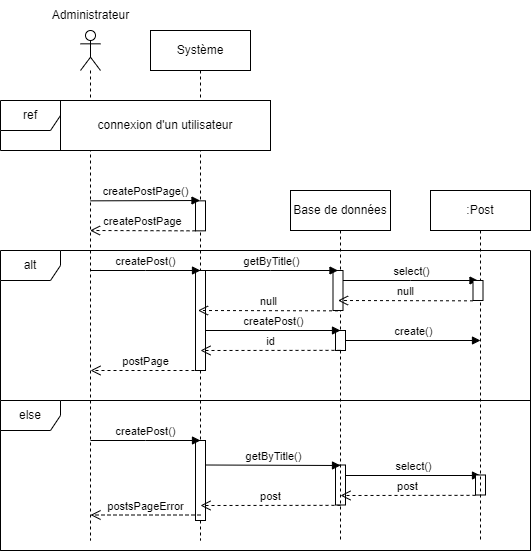 Administrateur
Système
ref
connexion d'un utilisateur
createPostPage()
createPostPage
Base de données
:Post
alt
createPost()
getByTitle()
select()
null
null
createPost()
id
create()
postPage
else
createPost()
getByTitle()
select()
post
post
postsPageError